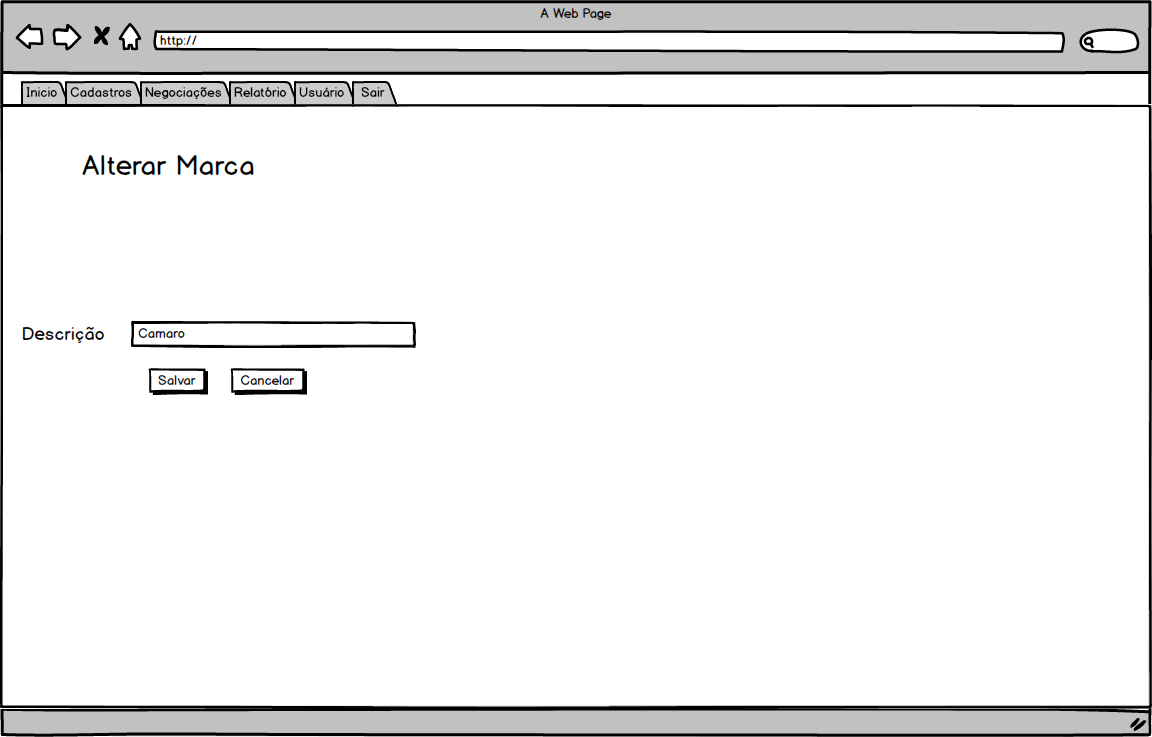 A Web Page
http://
Inicio Cadastros Negociações Relatório Usuário Sair
Alterar Marca
Descrição Camaro
Salvar Cancelar